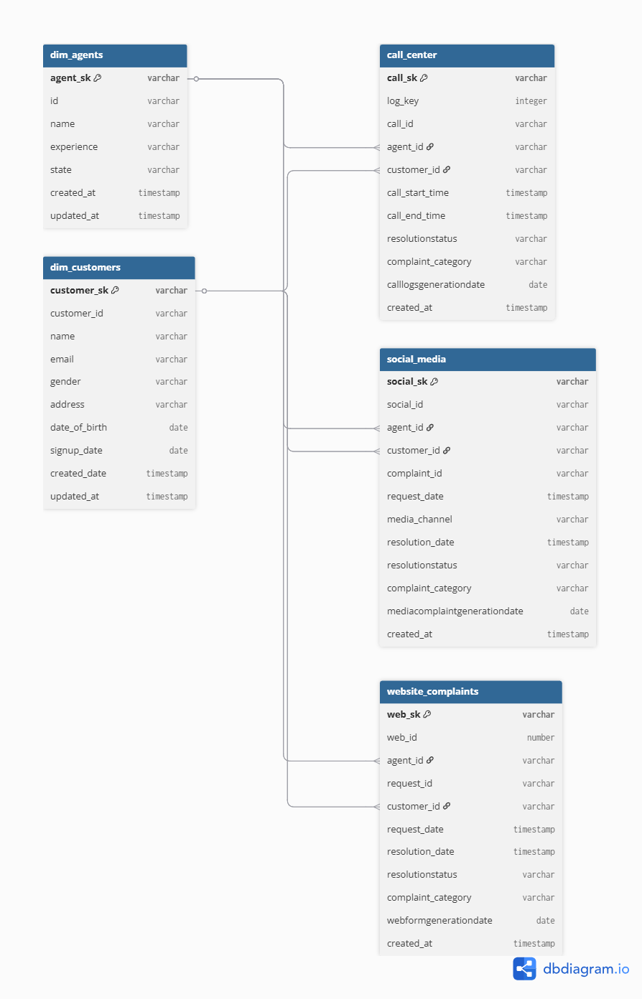 dim_agents
agent_sk varchar
id varchar
name varchar
experience varchar
state varchar
created_at timestamp
updated_at timestamp
dim_customers
customer_sk varchar
customer_id varchar
name varchar
email varchar
gender varchar
address varchar
date_of_birth date
signup_date date
created_date timestamp
updated_at timestamp
call_center
call_sk varchar
log_key integer
call_id varchar
agent_id varchar
customer_id varchar
call_start_time timestamp
call_end_time timestamp
resolutionstatus varchar
complaint_category varchar
calllogsgenerationdate date
created_at timestamp
social_media
social_sk varchar
social_id varchar
agent_id varchar
customer_id varchar
complaint_id varchar
request_date timestamp
media_channel varchar
resolution_date timestamp
resolutionstatus varchar
complaint_category varchar
mediacomplaintgenerationdate date
created_at timestamp
website_complaints
web_sk varchar
web_id number
agent_id varchar
request_id varchar
customer_id varchar
request_date timestamp
resolution_date timestamp
resolutionstatus varchar
complaint_category varchar
webformgenerationdate date
created_at timestamp
dbdiagram.io